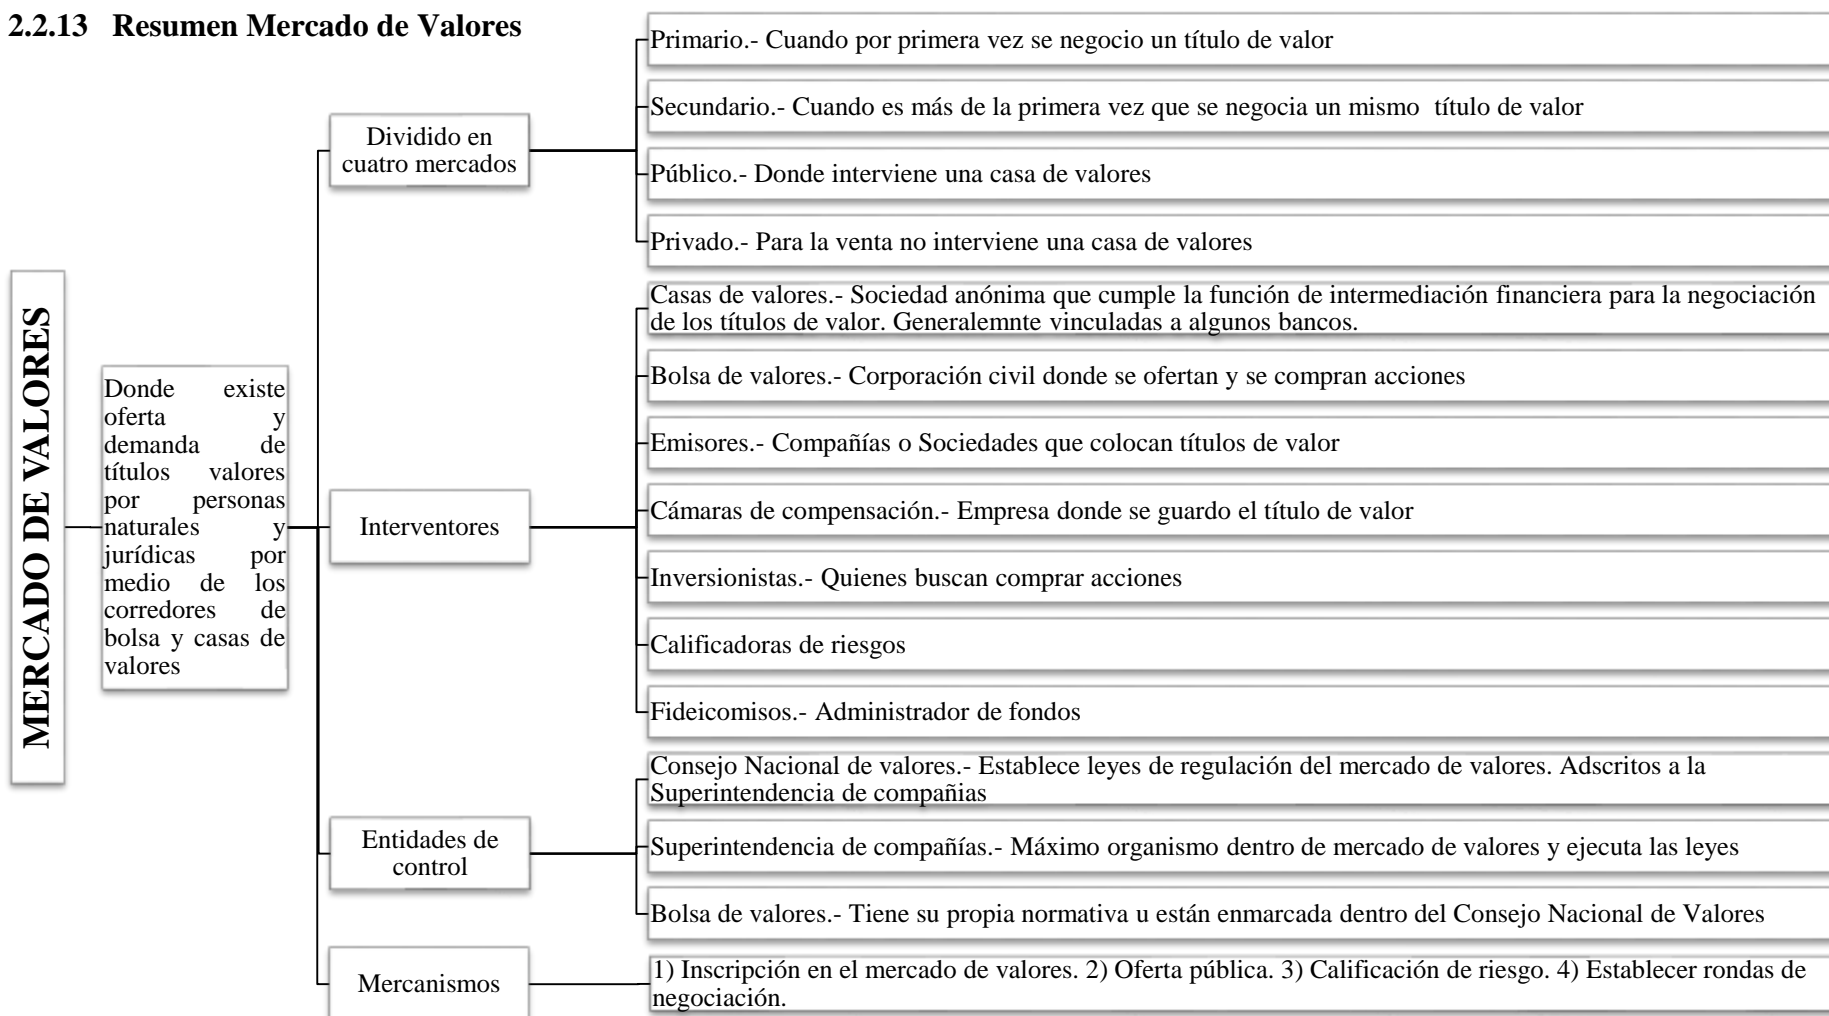 2.2.13 Resumen Mercado de Valores
MERCADO DE VALORES
Donde existe
oferta y
demanda de
títulos valores
por personas
naturales y
jurídicas por
medio de los
corredores de
bolsa y casas de
valores
Dividido en
cuatro mercados
Primario.- Cuando por primera vez se negocio un título de valor
Secundario.- Cuando es más de la primera vez que se negocia un mismo título de valor
Público.- Donde interviene una casa de valores
Privado.- Para la venta no interviene una casa de valores
Interventores
Casas de valores.- Sociedad anónima que cumple la función de intermediación financiera para la negociación
de los títulos de valor. Generalemnte vinculadas a algunos bancos.
Bolsa de valores.- Corporación civil donde se ofertan y se compran acciones
Emisores.- Compañías o Sociedades que colocan títulos de valor
Cámaras de compensación.- Empresa donde se guardo el título de valor
Inversionistas.- Quienes buscan comprar acciones
Calificadoras de riesgos
Fideicomisos.- Administrador de fondos
Entidades de
control
Consejo Nacional de valores.- Establece leyes de regulación del mercado de valores. Adscritos a la
Superintendencia de compañias
Superintendencia de compañías.- Máximo organismo dentro de mercado de valores y ejecuta las leyes
Bolsa de valores.- Tiene su propia normativa u están enmarcada dentro del Consejo Nacional de Valores
Mercanismos
1) Inscripción en el mercado de valores. 2) Oferta pública. 3) Calificación de riesgo. 4) Establecer rondas de
negociación.